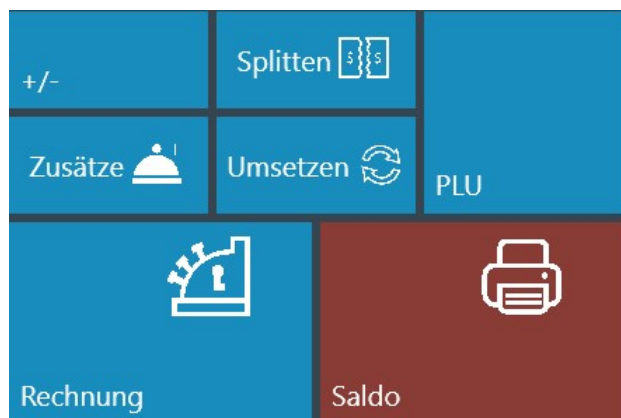 +/-
Splitten
Zusätze
Umsetzen
PLU
Rechnung
Saldo